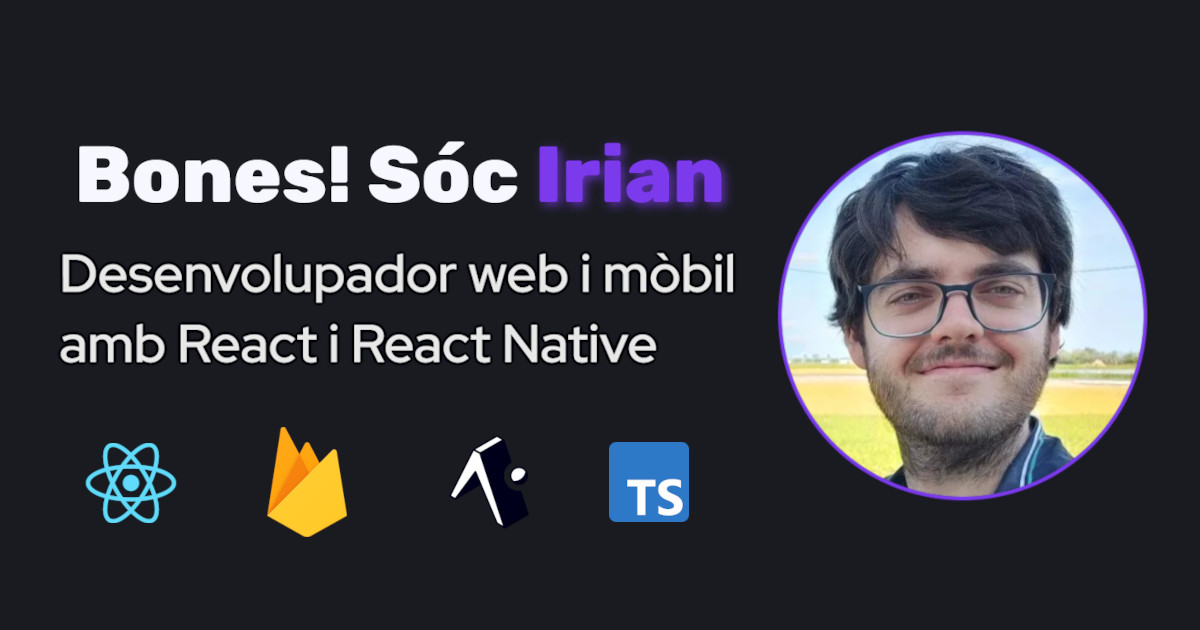 Bones! Sóc Irian
Desenvolupador web i mòbil
amb React i React Native
TS